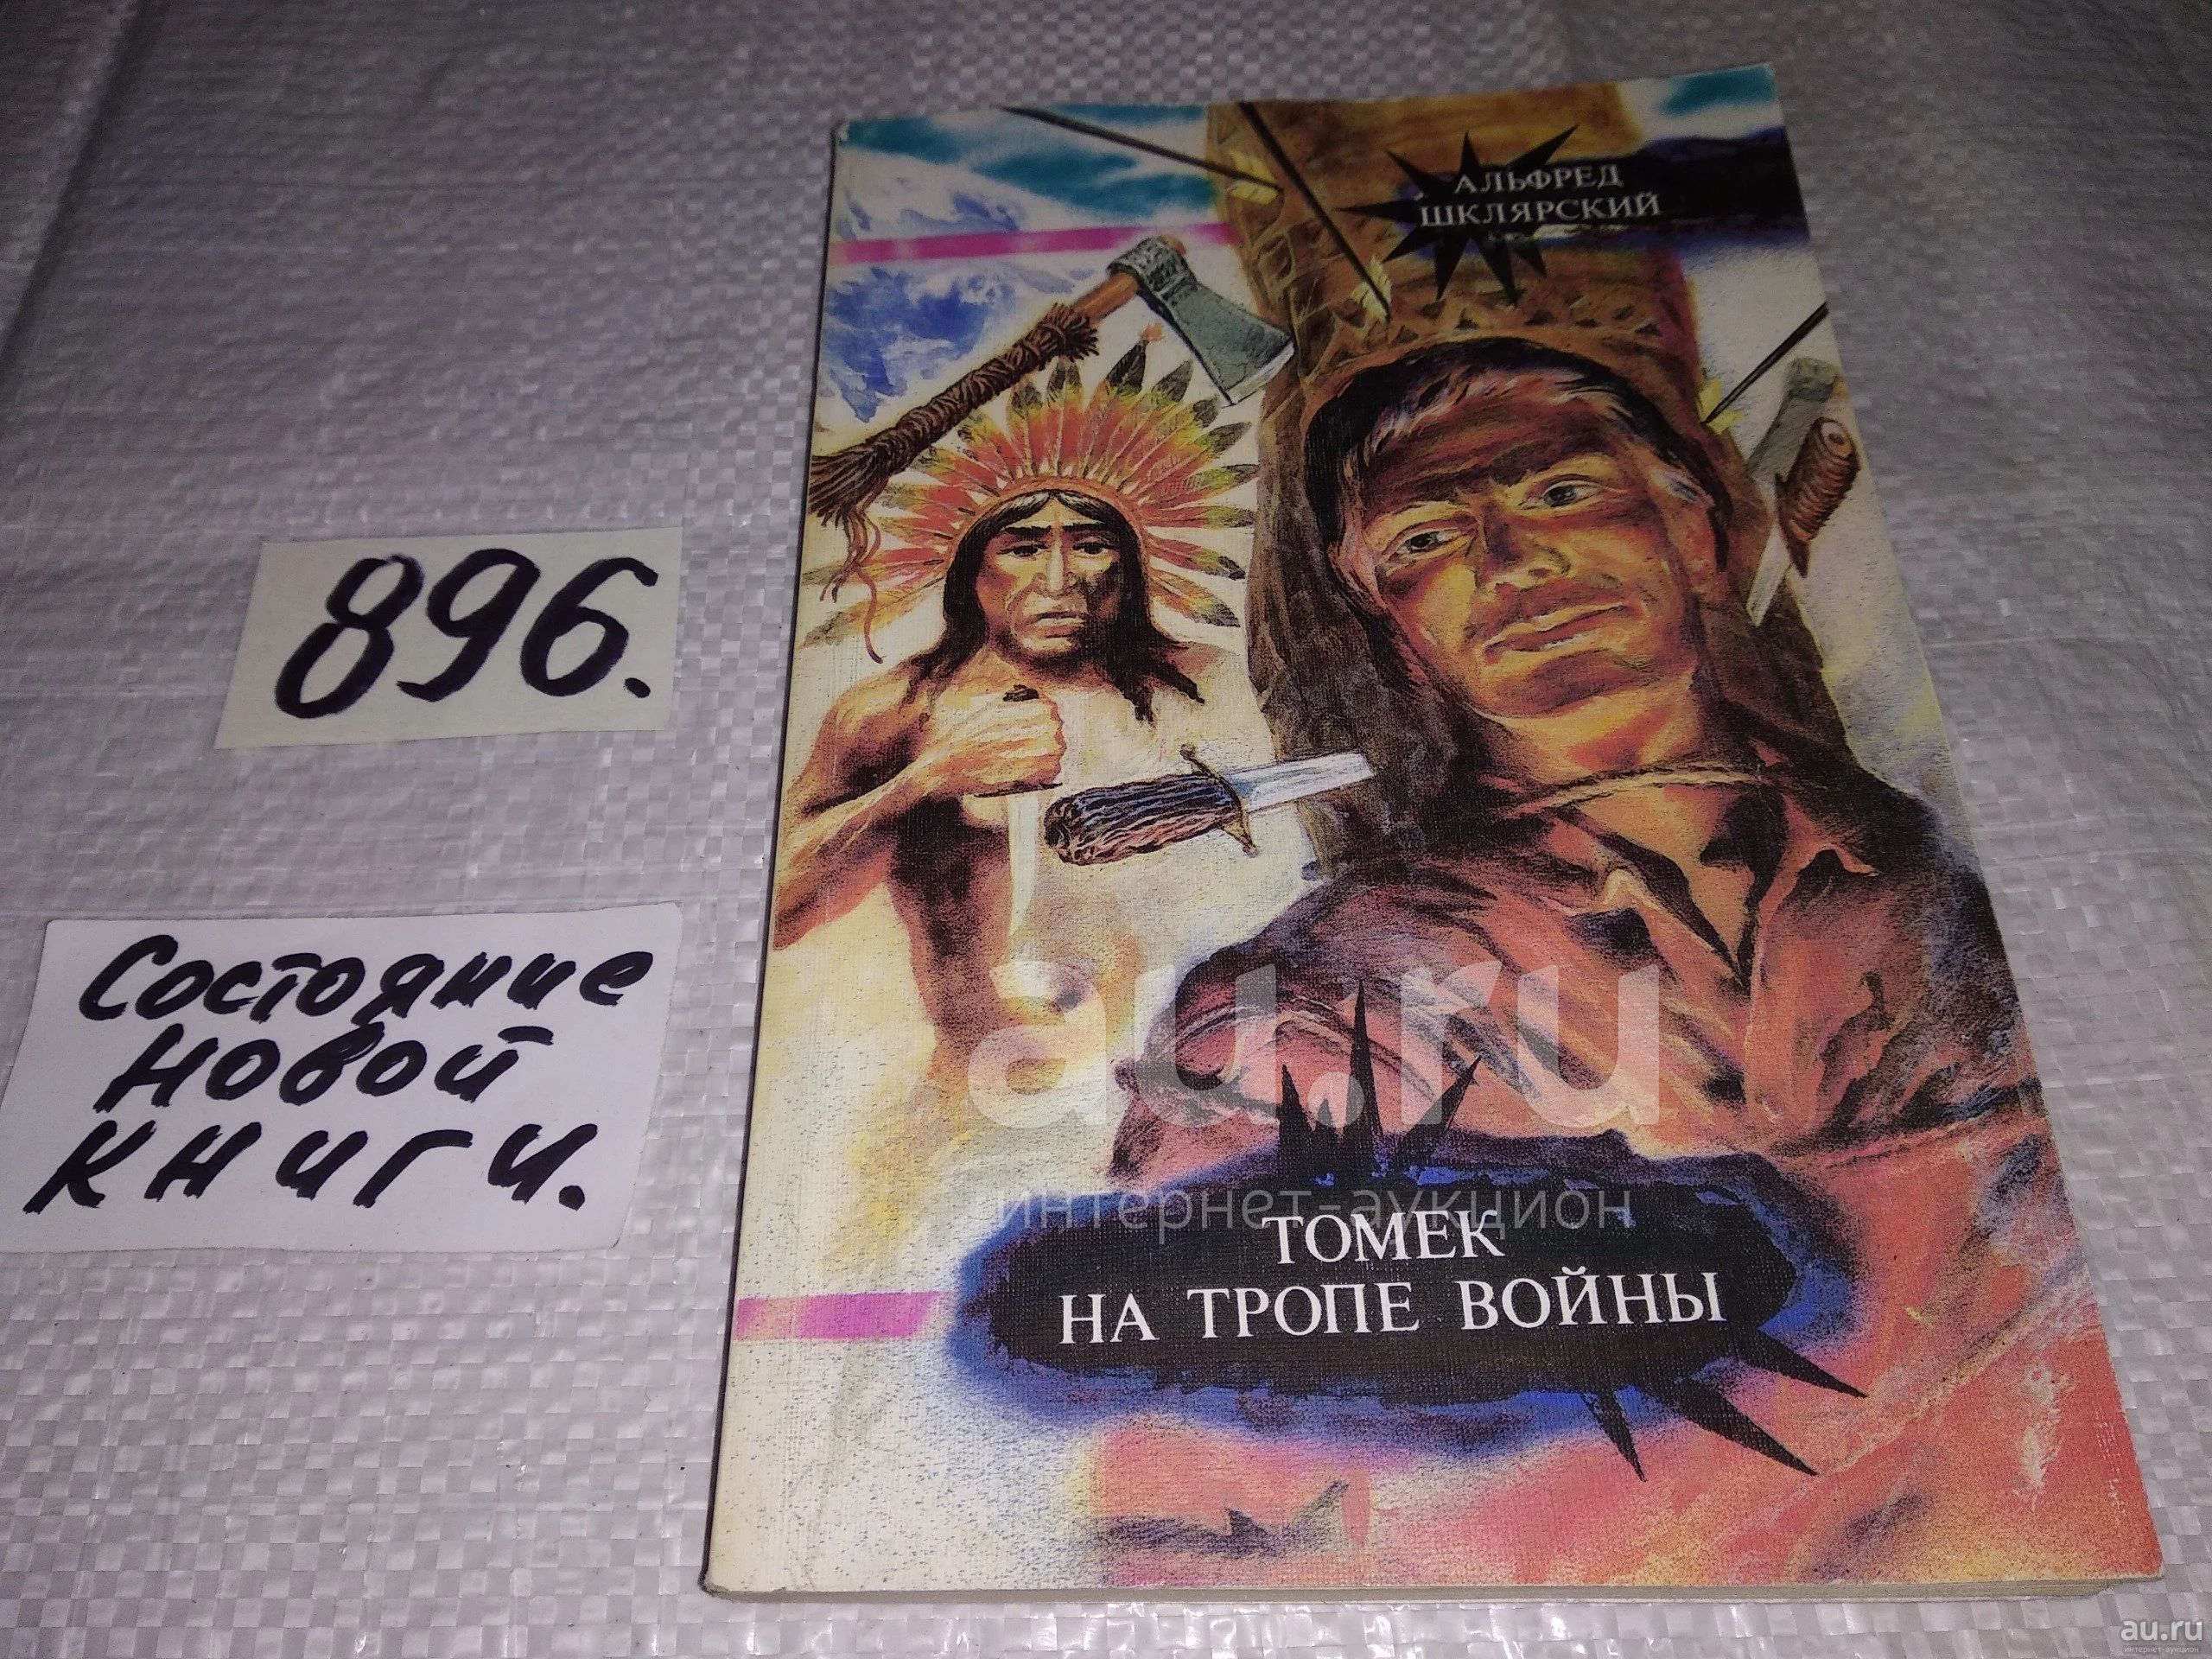 АЛЬФРЕД
ШКЛЯРСКИЙ
896.
Состояние
новой
книги.
au.ru
интернет-аукцион
ТОМЕК
НА ТРОПЕ ВОЙНЫ
au.ru
интернет-аукцион